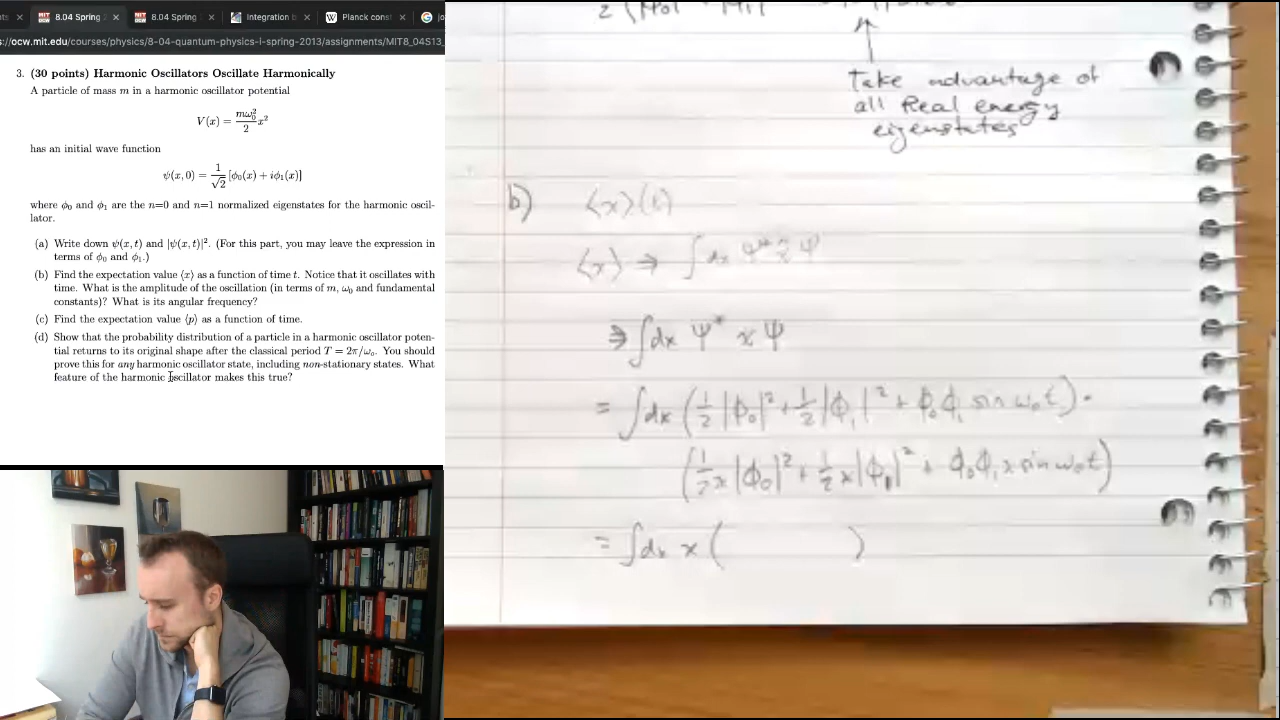 8.04 Spring
8.04 Spring
Integration b
Planck cons
://ocw.mit.edu/courses/physics/8-04-quantum-physics-i-spring-2013/assignments/MIT8_04S13_
3. (30 points) Harmonic Oscillators Oscillate Harmonically
A particle of mass m in a harmonic oscillator potential
V(x) = mω₀²/2 x²
has an initial wave function
ψ(x, 0) = 1/√2 [ϕ₀(x) + iϕ₁(x)]
where ϕ₀ and ϕ₁ are the n=0 and n=1 normalized eigenstates for the harmonic oscil-
lator.
(a) Write down ψ(x, t) and |ψ(x, t)|². (For this part, you may leave the expression in
terms of ϕ₀ and ϕ₁.)
(b) Find the expectation value ⟨x⟩ as a function of time t. Notice that it oscillates with
time. What is the amplitude of the oscillation (in terms of m, ω₀ and fundamental
constants)? What is its angular frequency?
(c) Find the expectation value ⟨p⟩ as a function of time.
(d) Show that the probability distribution of a particle in a harmonic oscillator poten-
tial returns to its original shape after the classical period T = 2π/ω₀. You should
prove this for any harmonic oscillator state, including non-stationary states. What
feature of the harmonic oscillator makes this true?
Take advantage of
all Real energy
eigenstates
b) ⟨x⟩(t)
⟨x⟩ ⇒ ∫dx Ψ* x̂ Ψ
⇒ ∫dx Ψ* x Ψ
= ∫dx (½|ϕ₀|² + ½|ϕ₁|² + ϕ₀ϕ₁ sin ω₀t) ·
(½x|ϕ₀|² + ½x|ϕ₁|² + ϕ₀ϕ₁ x sin ω₀t)
= ∫dx x ( )